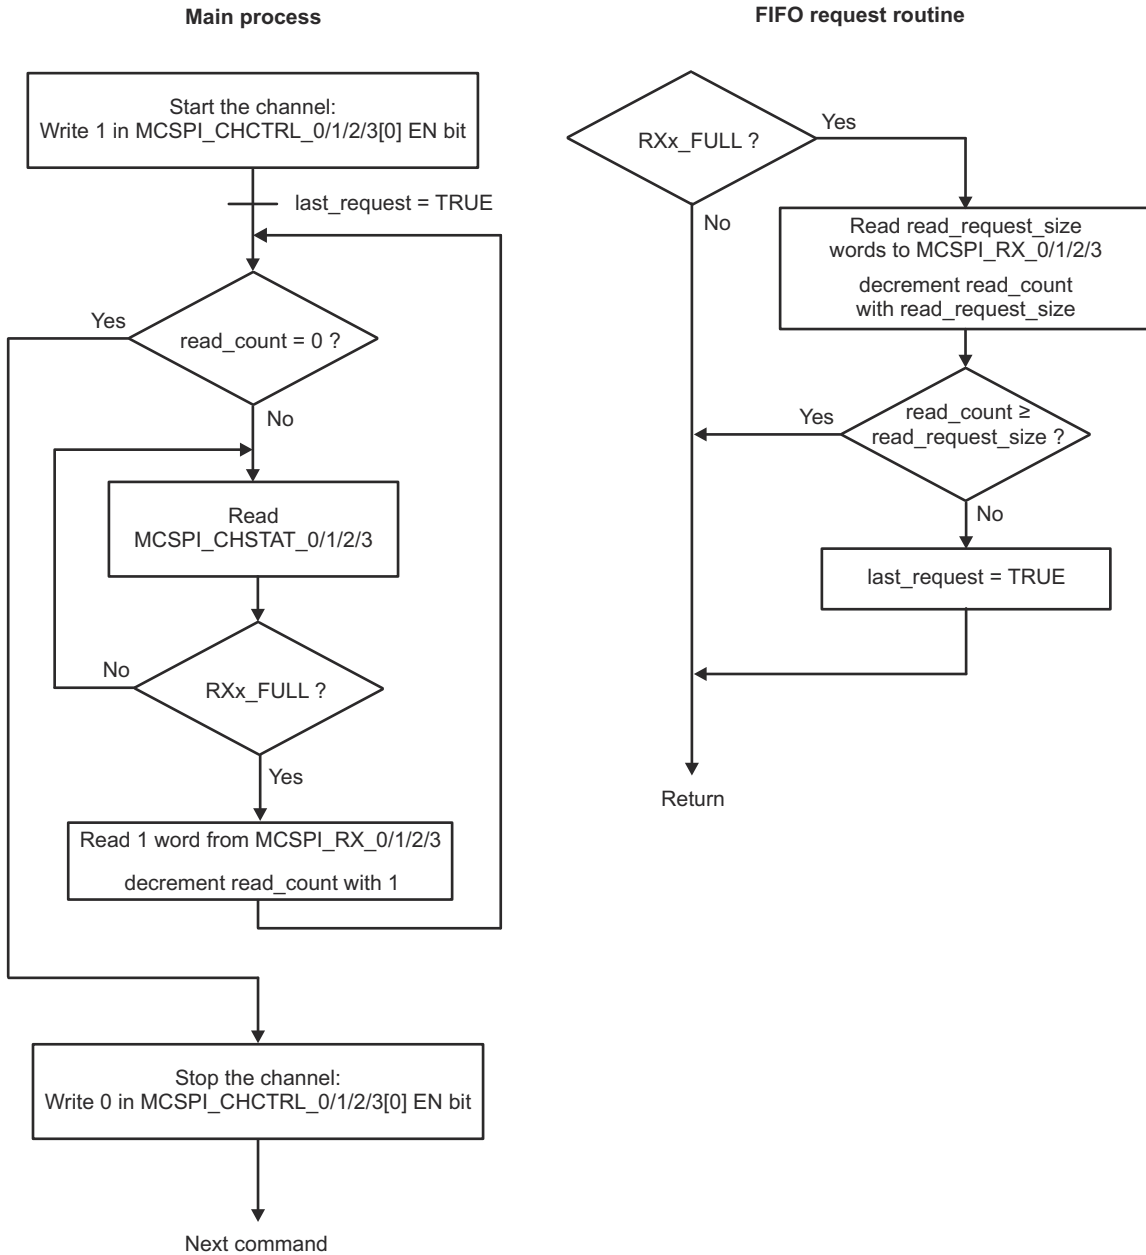 Main process
Start the channel:
Write 1 in MCSPI_CHCTRL_0/1/2/3[0] EN bit
last_request = TRUE
Yes
read_count = 0 ?
No
Read
MCSPI_CHSTAT_0/1/2/3
No
RXx_FULL ?
Yes
Read 1 word from MCSPI_RX_0/1/2/3
decrement read_count with 1
Stop the channel:
Write 0 in MCSPI_CHCTRL_0/1/2/3[0] EN bit
Next command
FIFO request routine
RXx_FULL ?
Yes
No
Read read_request_size
words to MCSPI_RX_0/1/2/3
decrement read_count
with read_request_size
Yes
read_count ≥
read_request_size ?
No
last_request = TRUE
Return